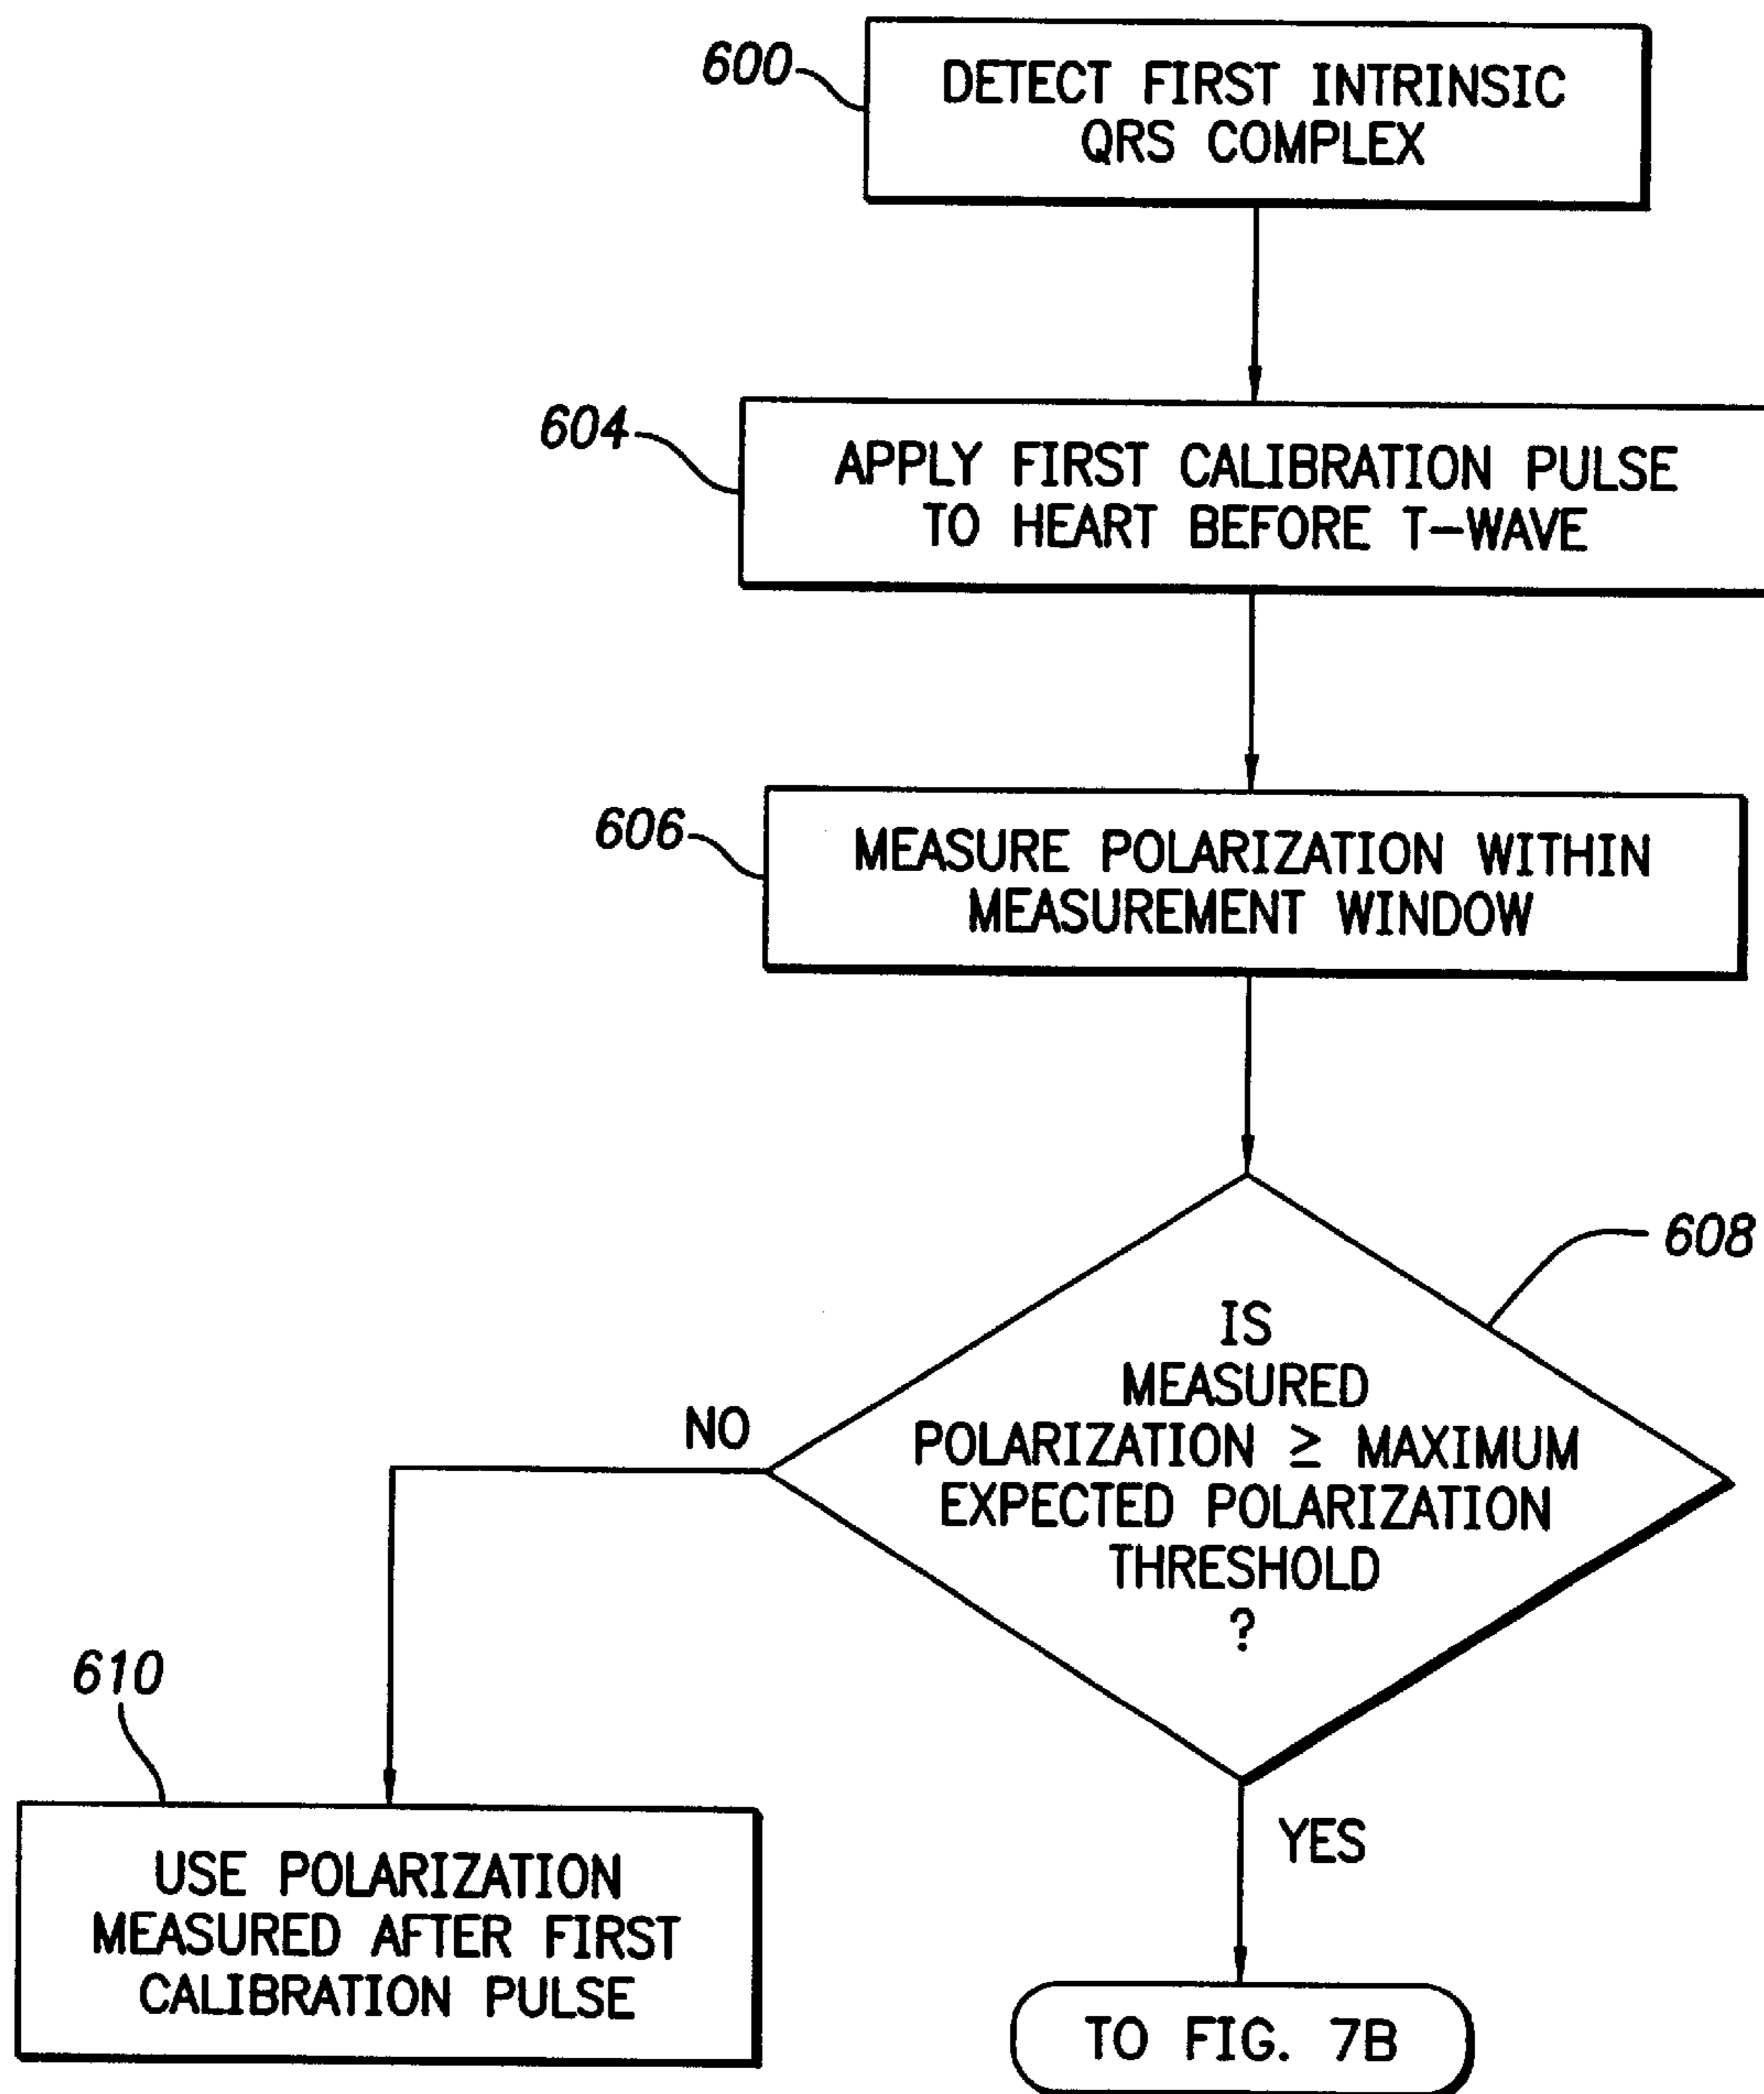 600
DETECT FIRST INTRINSIC
QRS COMPLEX
604
APPLY FIRST CALIBRATION PULSE
TO HEART BEFORE T-WAVE
606
MEASURE POLARIZATION WITHIN
MEASUREMENT WINDOW
608
IS
MEASURED
POLARIZATION ≥ MAXIMUM
EXPECTED POLARIZATION
THRESHOLD
?
NO
YES
610
USE POLARIZATION
MEASURED AFTER FIRST
CALIBRATION PULSE
TO FIG. 7B